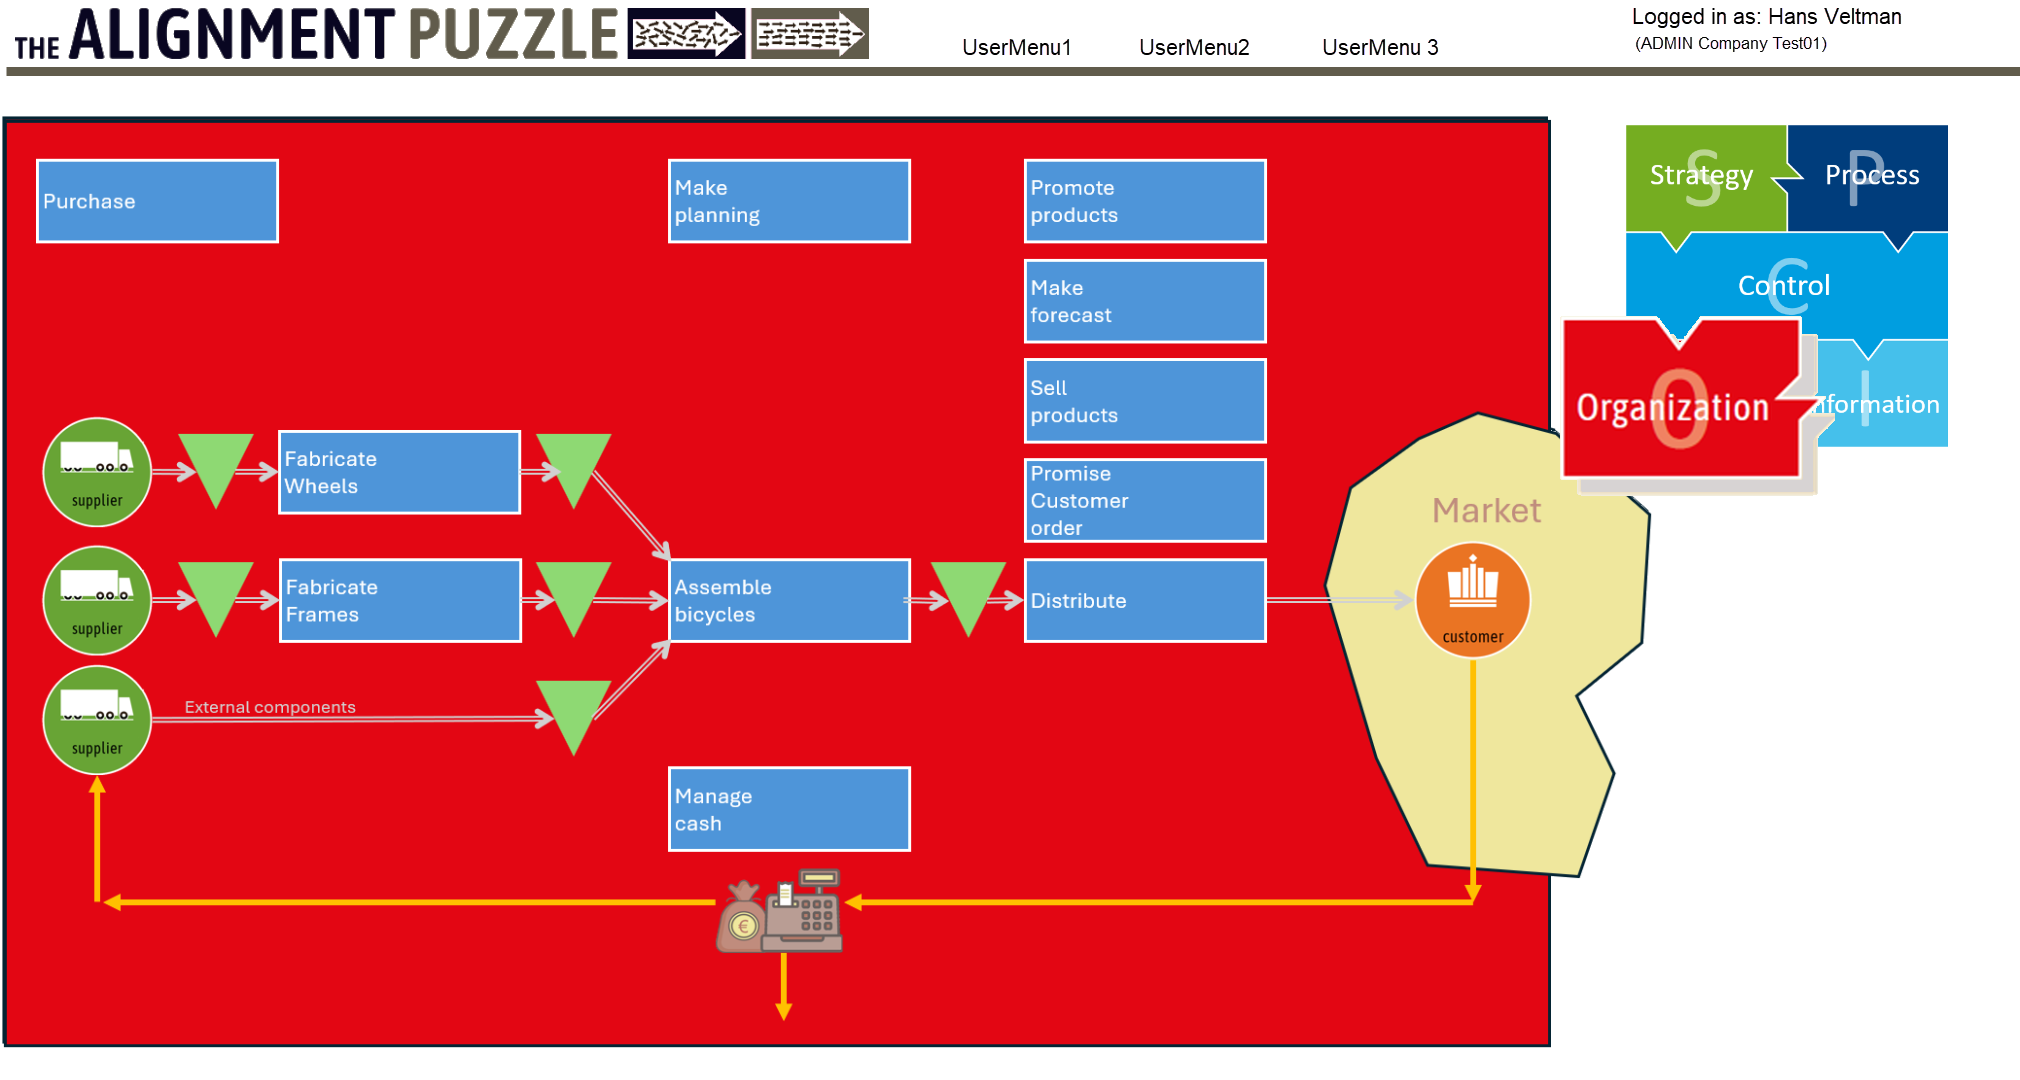 THE ALIGNMENT PUZZLE
UserMenu1
UserMenu2
UserMenu 3
Logged in as: Hans Veltman
(ADMIN Company Test01)
Purchase
Make
planning
Promote
products
Make
forecast
Sell
products
Promise
Customer
order
supplier
Fabricate
Wheels
supplier
Fabricate
Frames
Assemble
bicycles
Distribute
supplier
External components
Manage
cash
€
Market
customer
S
Strategy
P
Process
C
Control
O
Organization
I
nformation